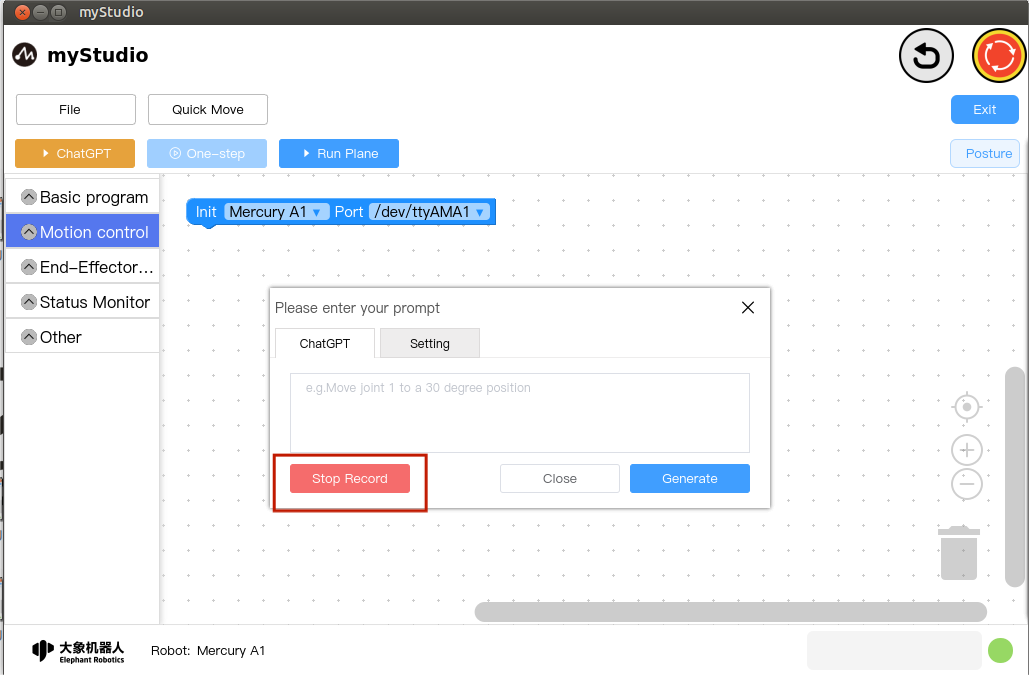 myStudio
myStudio
File
Quick Move
Exit
ChatGPT
One-step
Run Plane
Posture
Basic program
Motion control
End-Effector...
Status Monitor
Other
Init Mercury A1 Port /dev/ttyAMA1
Please enter your prompt
ChatGPT
Setting
e.g.Move joint 1 to a 30 degree position
Stop Record
Close
Generate
大象机器人
Elephant Robotics
Robot: Mercury A1